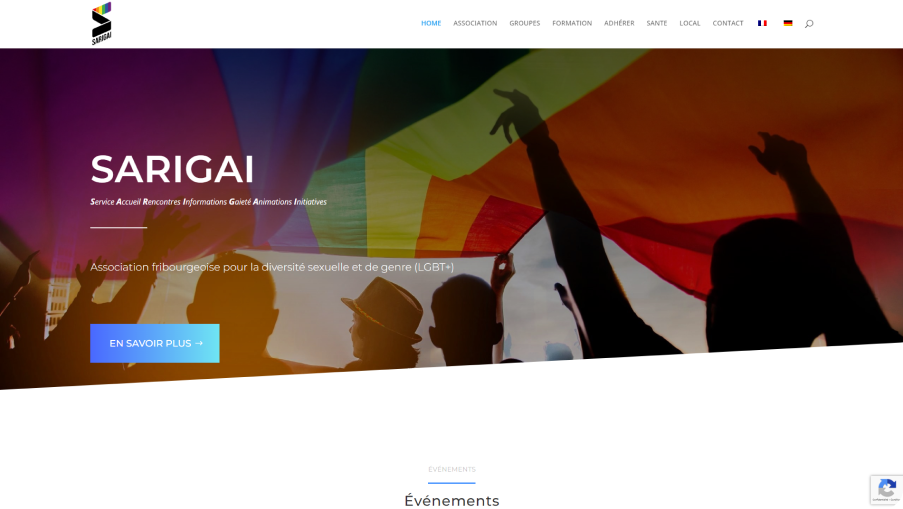 SARIGAI
HOME ASSOCIATION GROUPES FORMATION ADHÉRER SANTE LOCAL CONTACT
SARIGAI
Service Accueil Rencontres Informations Gaieté Animations Initiatives
Association fribourgeoise pour la diversité sexuelle et de genre (LGBT+)
EN SAVOIR PLUS →
ÉVÉNEMENTS
Événements